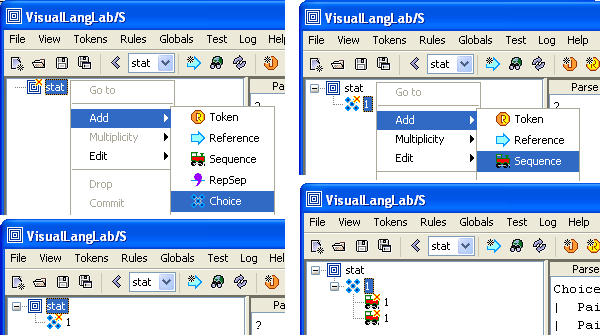 VisualLangLab/S
File View Tokens Rules Globals Test Log Help
stat
stat
Pars
Go to
?
Add
Multiplicity
Edit
Drop
Commit
Token
Reference
Sequence
RepSep
Choice
VisualLangLab/S
File View Tokens Rules Globals Test Log Help
stat
stat
Parse
1
Go to
?
Add
Multiplicity
Edit
Token
Reference
Sequence
VisualLangLab/S
File View Tokens Rules Globals Test Log Help
stat
stat
Pa
1
?
VisualLangLab/S
File View Tokens Rules Globals Test Log Help
stat
stat
Parse
1
Choice
1
| Pai
1
| Pai